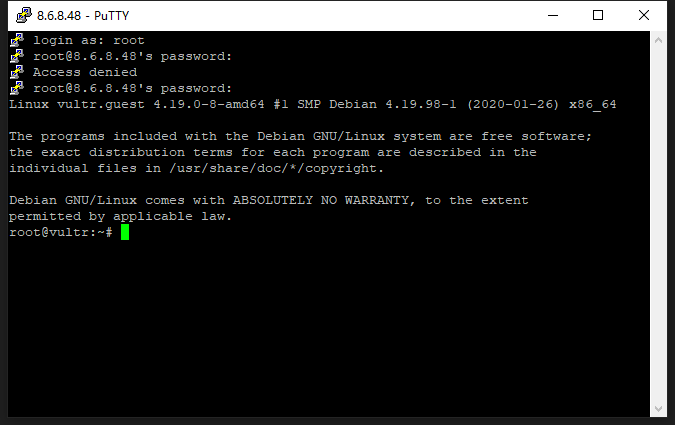 8.6.8.48 - PuTTY
login as: root
root@8.6.8.48's password:
Access denied
root@8.6.8.48's password:
Linux vultr.guest 4.19.0-8-amd64 #1 SMP Debian 4.19.98-1 (2020-01-26) x86_64
The programs included with the Debian GNU/Linux system are free software;
the exact distribution terms for each program are described in the
individual files in /usr/share/doc/*/copyright.
Debian GNU/Linux comes with ABSOLUTELY NO WARRANTY, to the extent
permitted by applicable law.
root@vultr:~#